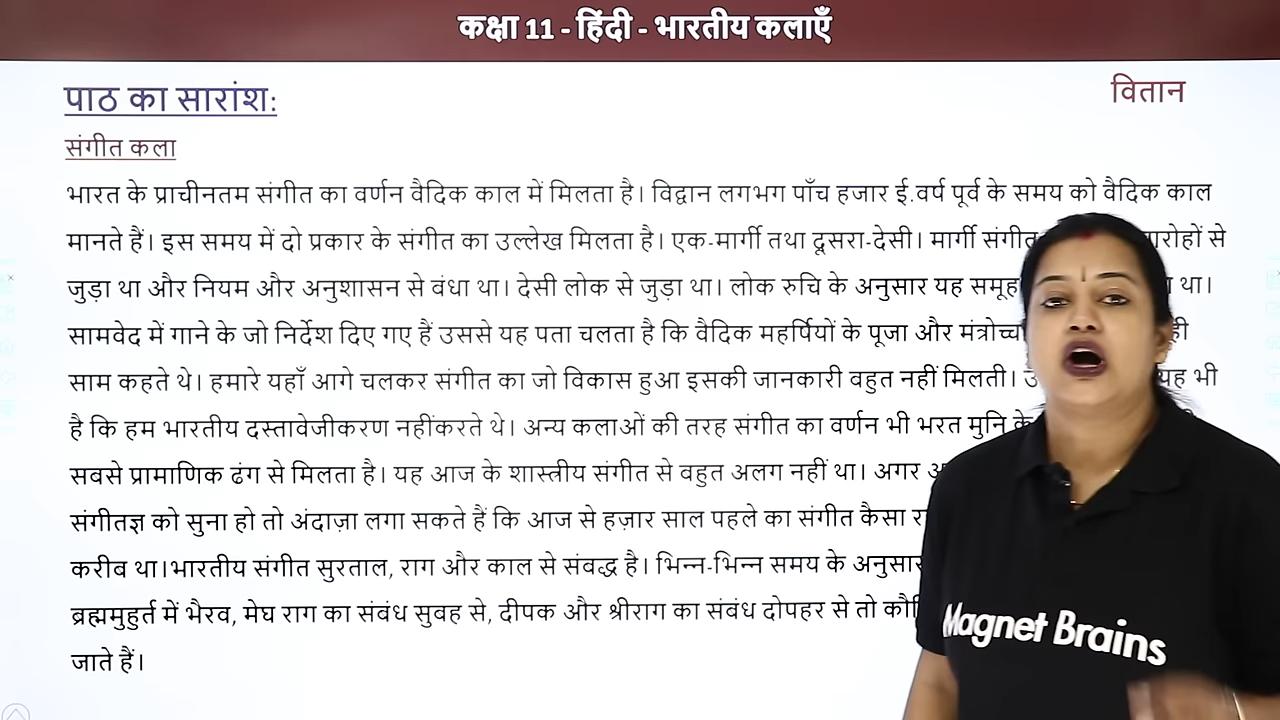 कक्षा 11 - हिंदी - भारतीय कलाएँ
पाठ का सारांश:
वितान
संगीत कला
भारत के प्राचीनतम संगीत का वर्णन वैदिक काल में मिलता है। विद्वान लगभग पाँच हजार ई.वर्ष पूर्व के समय को वैदिक काल
मानते हैं। इस समय में दो प्रकार के संगीत का उल्लेख मिलता है। एक-मार्गी तथा दूसरा-देसी। मार्गी संगीत से
जुड़ा था और नियम और अनुशासन से बंधा था। देसी लोक से जुड़ा था। लोक रुचि के अनुसार यह समूह था।
सामवेद में गाने के जो निर्देश दिए गए हैं उससे यह पता चलता है कि वैदिक महर्षियों के पूजा और ही
साम कहते थे। हमारे यहाँ आगे चलकर संगीत का जो विकास हुआ इसकी जानकारी वहुत नहीं मिलती। यह भी
है कि हम भारतीय दस्तावेजीकरण नहींकरते थे। अन्य कलाओं की तरह संगीत का वर्णन भी भरत मुनि के
सबसे प्रामाणिक ढंग से मिलता है। यह आज के शास्त्रीय संगीत से वहुत अलग नहीं था। अगर
संगीतज्ञ को सुना हो तो अंदाज़ा लगा सकते हैं कि आज से हज़ार साल पहले का संगीत कैसा
करीब था।भारतीय संगीत सुरताल, राग और काल से संवद्ध है। भिन्न-भिन्न समय के अनुसार
ब्रह्ममुहुर्त में भैरव, मेघ राग का संबंध सुबह से, दीपक और श्रीराग का संबंध दोपहर से तो
जाते हैं।
Magnet Brains